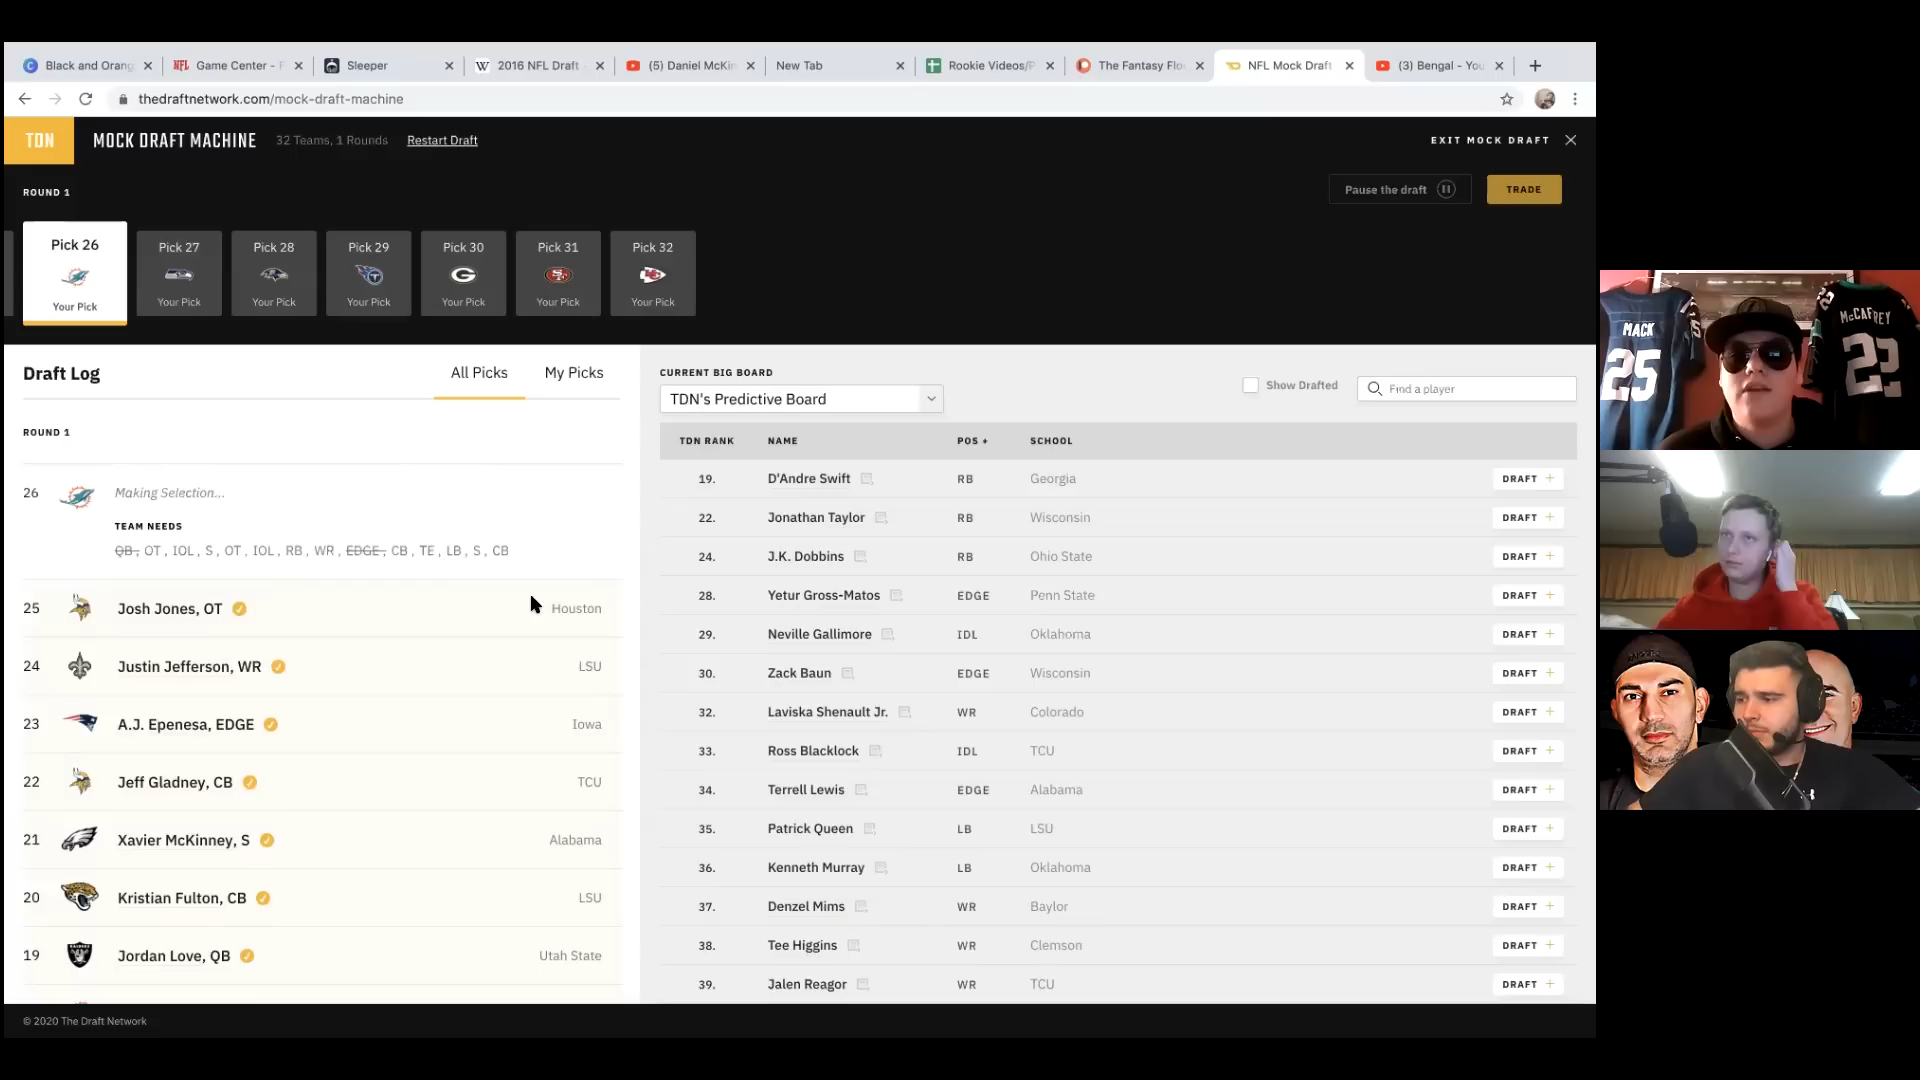 Black and Orang
Game Center - F
Sleeper
2016 NFL Draft
(5) Daniel McKin
New Tab
Rookie Videos/P
The Fantasy Flo
NFL Mock Draft
(3) Bengal - You
thedraftnetwork.com/mock-draft-machine
TDN
MOCK DRAFT MACHINE
32 Teams, 1 Rounds
Restart Draft
EXIT MOCK DRAFT
ROUND 1
Pause the draft
TRADE
Pick 26
Your Pick
Pick 27
Your Pick
Pick 28
Your Pick
Pick 29
Your Pick
Pick 30
Your Pick
Pick 31
Your Pick
Pick 32
Your Pick
Draft Log
All Picks
My Picks
ROUND 1
26 Making Selection...
TEAM NEEDS
QB , OT , IOL , S , OT , IOL , RB , WR , EDGE , CB , TE , LB , S , CB
25 Josh Jones, OT Houston
24 Justin Jefferson, WR LSU
23 A.J. Epenesa, EDGE Iowa
22 Jeff Gladney, CB TCU
21 Xavier McKinney, S Alabama
20 Kristian Fulton, CB LSU
19 Jordan Love, QB Utah State
CURRENT BIG BOARD
TDN's Predictive Board
Show Drafted
Find a player
TDN RANK NAME POS + SCHOOL
19. D'Andre Swift RB Georgia DRAFT +
22. Jonathan Taylor RB Wisconsin DRAFT +
24. J.K. Dobbins RB Ohio State DRAFT +
28. Yetur Gross-Matos EDGE Penn State DRAFT +
29. Neville Gallimore IDL Oklahoma DRAFT +
30. Zack Baun EDGE Wisconsin DRAFT +
32. Laviska Shenault Jr. WR Colorado DRAFT +
33. Ross Blacklock IDL TCU DRAFT +
34. Terrell Lewis EDGE Alabama DRAFT +
35. Patrick Queen LB LSU DRAFT +
36. Kenneth Murray LB Oklahoma DRAFT +
37. Denzel Mims WR Baylor DRAFT +
38. Tee Higgins WR Clemson DRAFT +
39. Jalen Reagor WR TCU DRAFT +
© 2020 The Draft Network
MACK
25
McCAFFREY
22